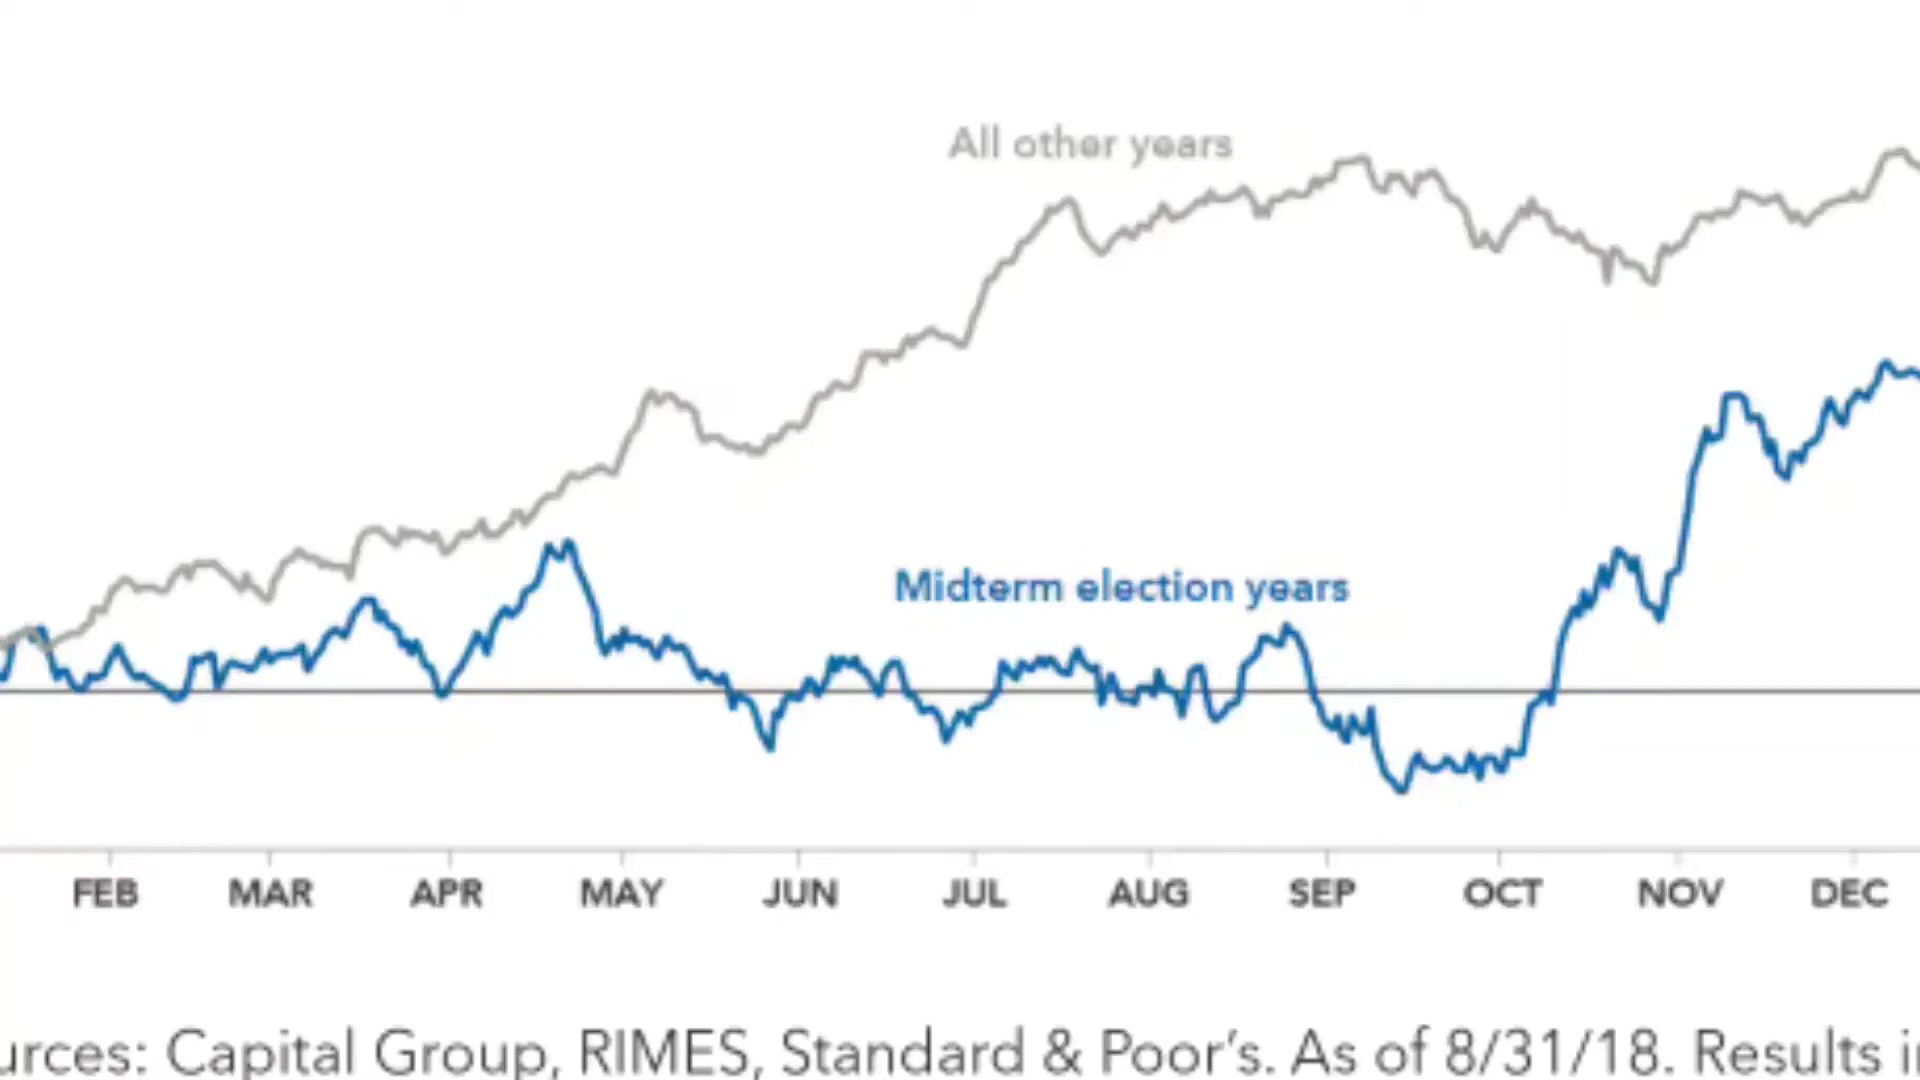 All other years
Midterm election years
FEB MAR APR MAY JUN JUL AUG SEP OCT NOV DEC
urces: Capital Group, RIMES, Standard & Poor's. As of 8/31/18. Results i